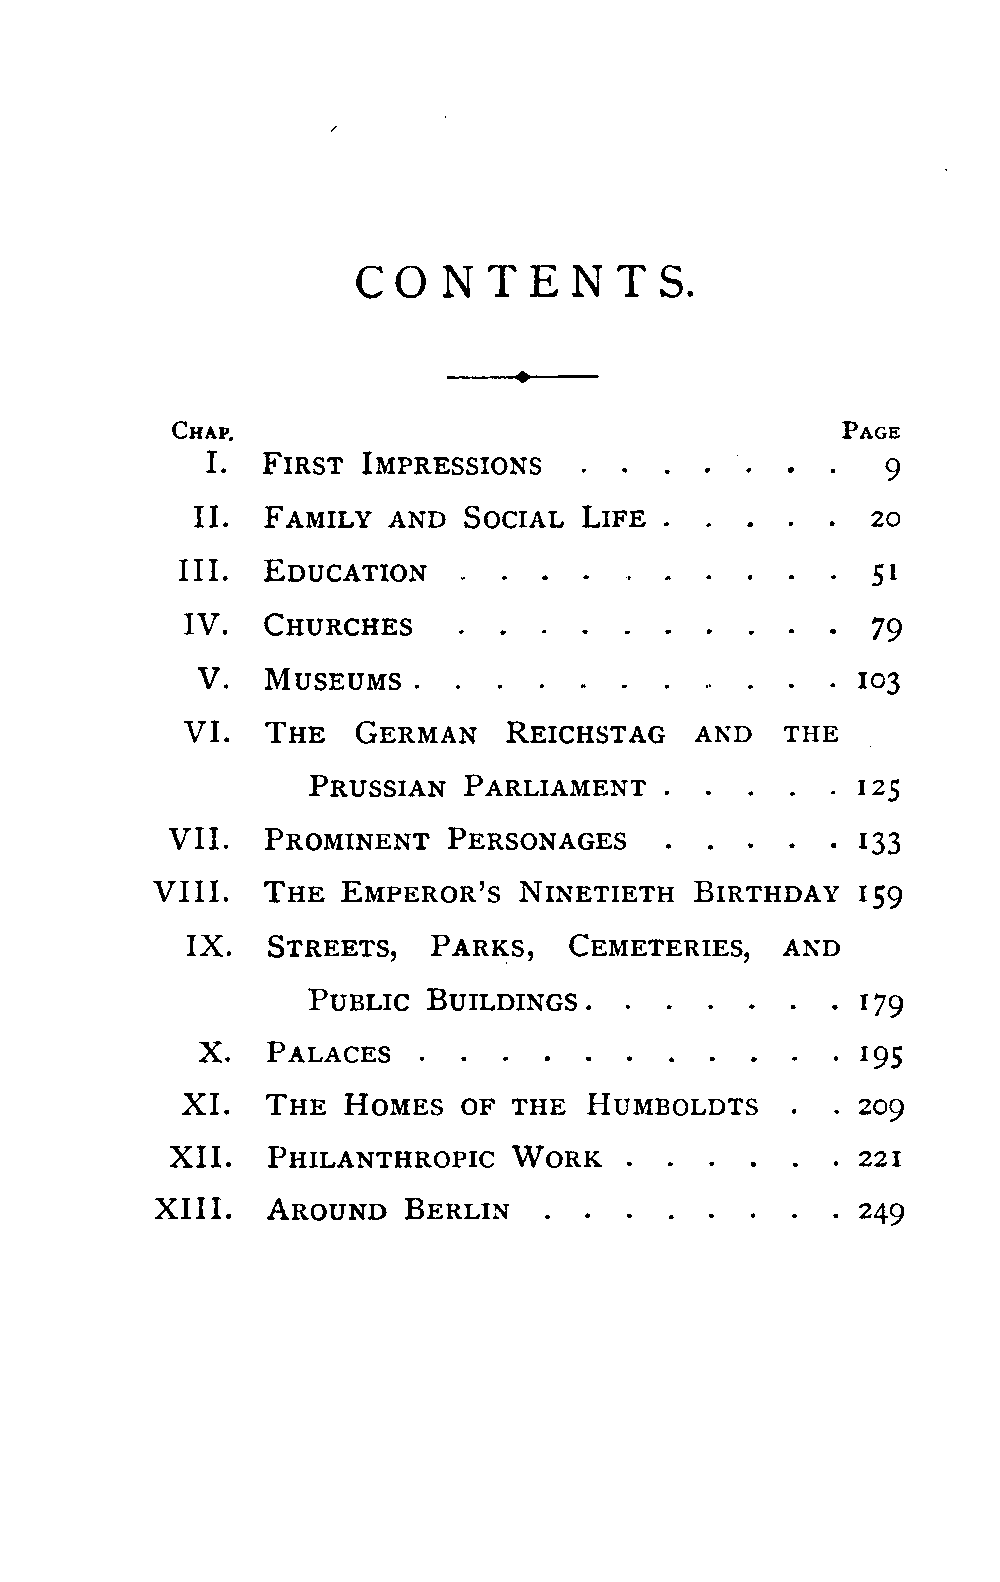 CONTENTS.
CHAP. PAGE
I. FIRST IMPRESSIONS . . . . . . . 9
II. FAMILY AND SOCIAL LIFE . . . . . 20
III. EDUCATION . . . . . . . . . . 51
IV. CHURCHES . . . . . . . . . . 79
V. MUSEUMS . . . . . . . . . . . 103
VI. THE GERMAN REICHSTAG AND THE
PRUSSIAN PARLIAMENT . . . . . 125
VII. PROMINENT PERSONAGES . . . . . 133
VIII. THE EMPEROR'S NINETIETH BIRTHDAY 159
IX. STREETS, PARKS, CEMETERIES, AND
PUBLIC BUILDINGS . . . . . . . 179
X. PALACES . . . . . . . . . . . 195
XI. THE HOMES OF THE HUMBOLDTS . . 209
XII. PHILANTHROPIC WORK . . . . . . 221
XIII. AROUND BERLIN . . . . . . . . 249